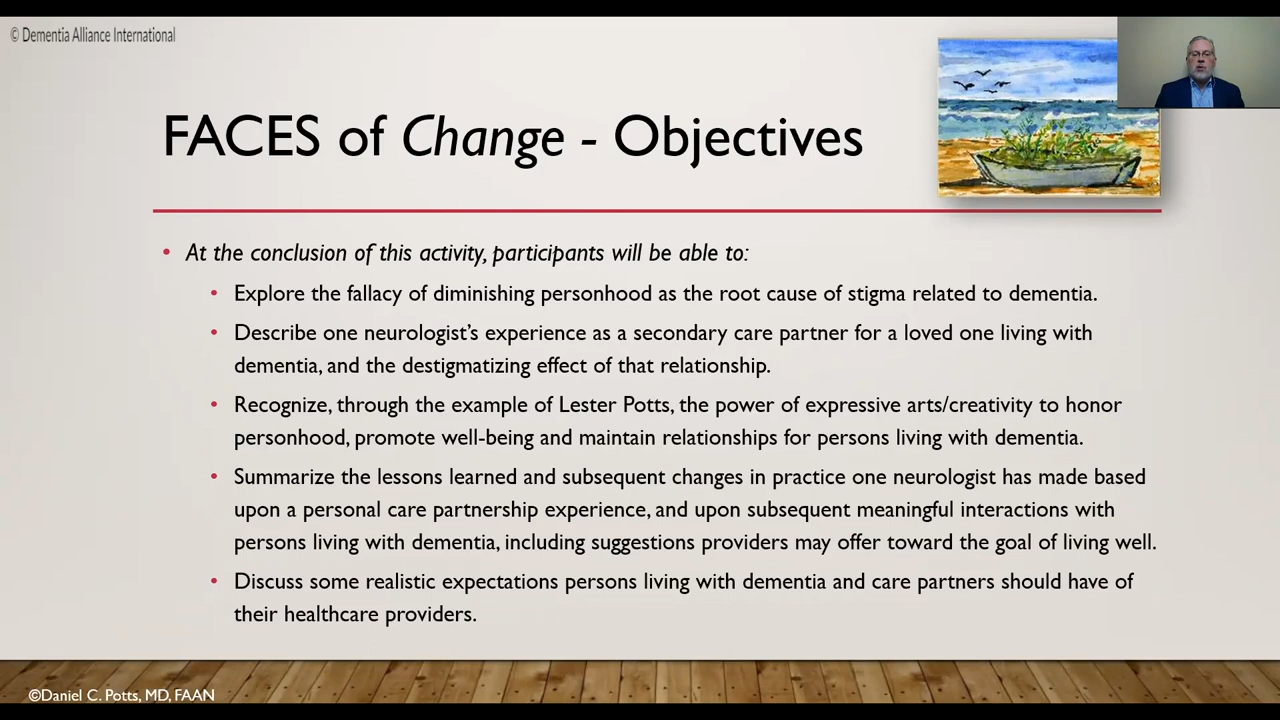 © Dementia Alliance International
FACES of Change - Objectives
• At the conclusion of this activity, participants will be able to:
• Explore the fallacy of diminishing personhood as the root cause of stigma related to dementia.
• Describe one neurologist’s experience as a secondary care partner for a loved one living with
dementia, and the destigmatizing effect of that relationship.
• Recognize, through the example of Lester Potts, the power of expressive arts/creativity to honor
personhood, promote well-being and maintain relationships for persons living with dementia.
• Summarize the lessons learned and subsequent changes in practice one neurologist has made based
upon a personal care partnership experience, and upon subsequent meaningful interactions with
persons living with dementia, including suggestions providers may offer toward the goal of living well.
• Discuss some realistic expectations persons living with dementia and care partners should have of
their healthcare providers.
©Daniel C. Potts, MD, FAAN